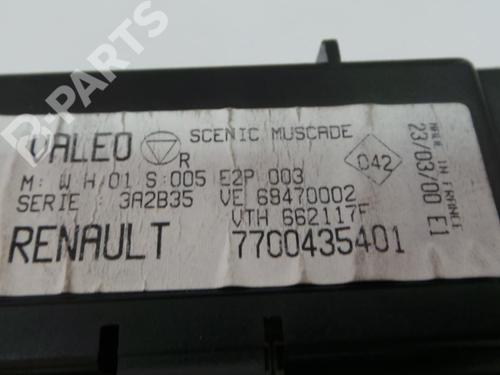 B-PARTS
VALEO R SCENIC MUSCADE
M: W H/01 S:005 E2P 003
SERIE : 3A2B35 VE 69470002
VTH 662117F
RENAULT 7700435401
D42
MADE IN FRANCE
23/03/00 E1